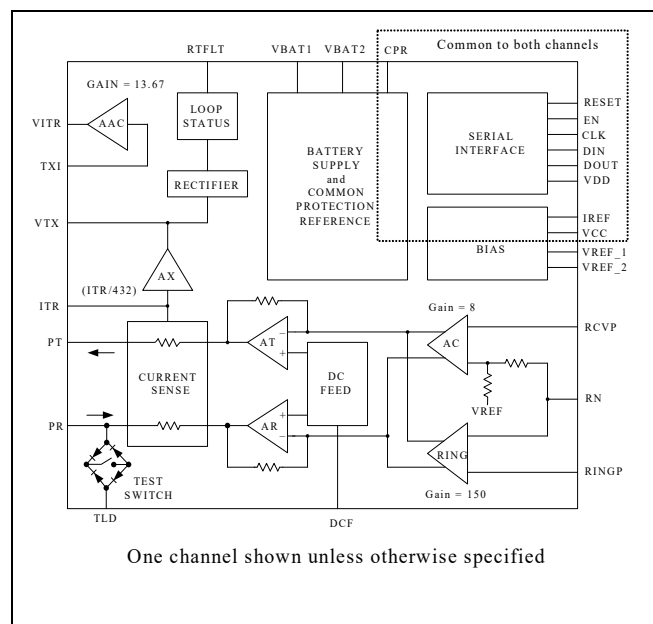 RTFLT
VBAT1
VBAT2
CPR
Common to both channels
GAIN = 13.67
AAC
VITR
TXI
LOOP
STATUS
RECTIFIER
BATTERY
SUPPLY
and
COMMON
PROTECTION
REFERENCE
SERIAL
INTERFACE
RESET
EN
CLK
DIN
DOUT
VDD
BIAS
IREF
VCC
VREF_1
VREF_2
VTX
AX
(ITR/432)
ITR
PT
CURRENT
SENSE
AT
−
+
DC
FEED
Gain = 8
AC
RCVP
VREF
RN
PR
AR
+
−
RING
RINGP
Gain = 150
TEST
SWITCH
TLD
DCF
One channel shown unless otherwise specified